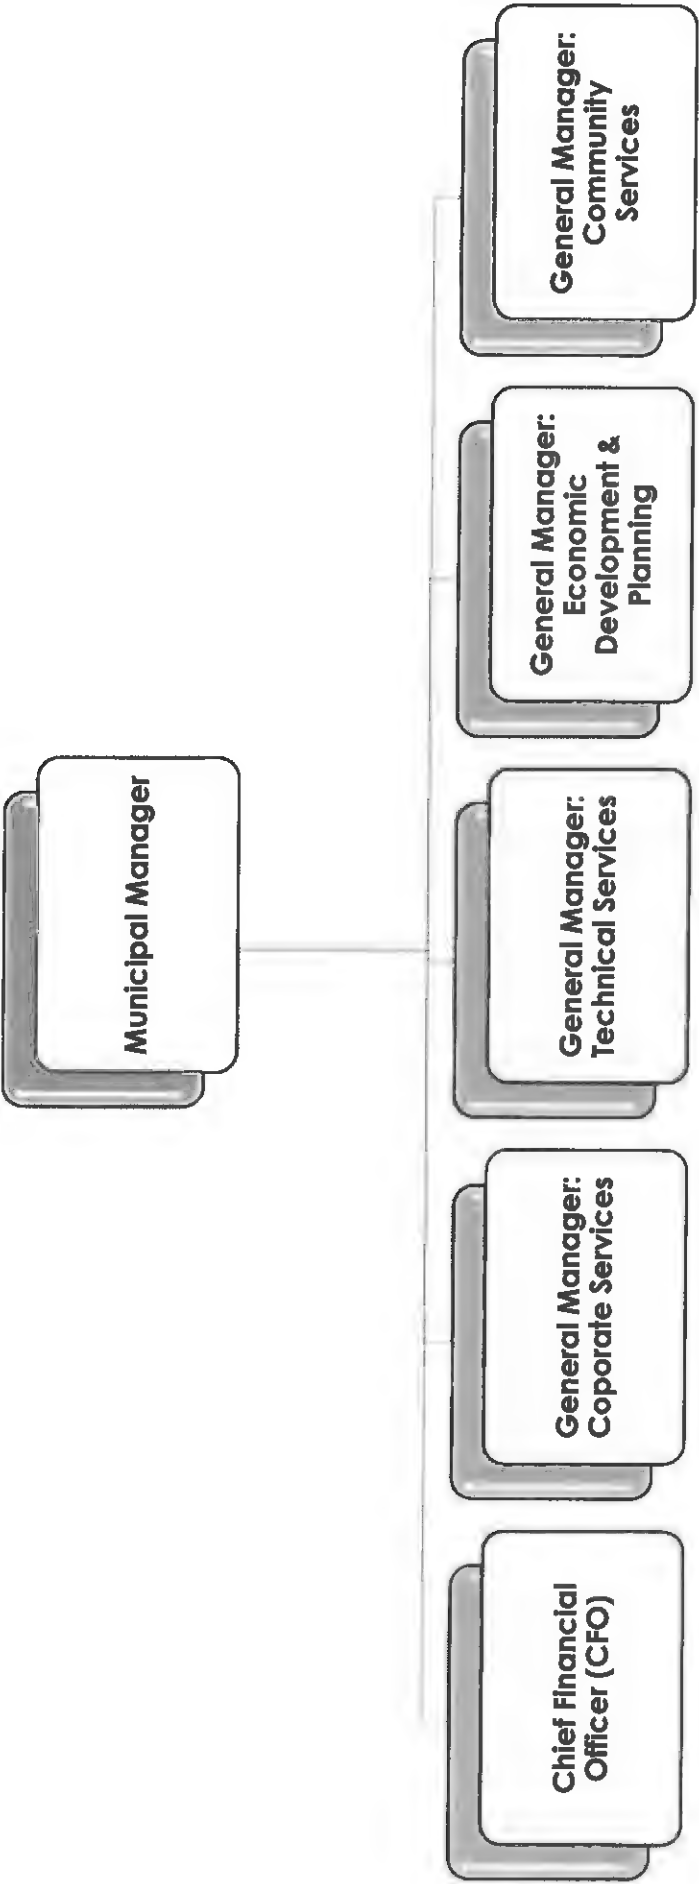 Municipal Manager
Chief Financial
Officer (CFO)
General Manager:
Coporate Services
General Manager:
Technical Services
General Manager:
Economic
Development &
Planning
General Manager:
Community
Services